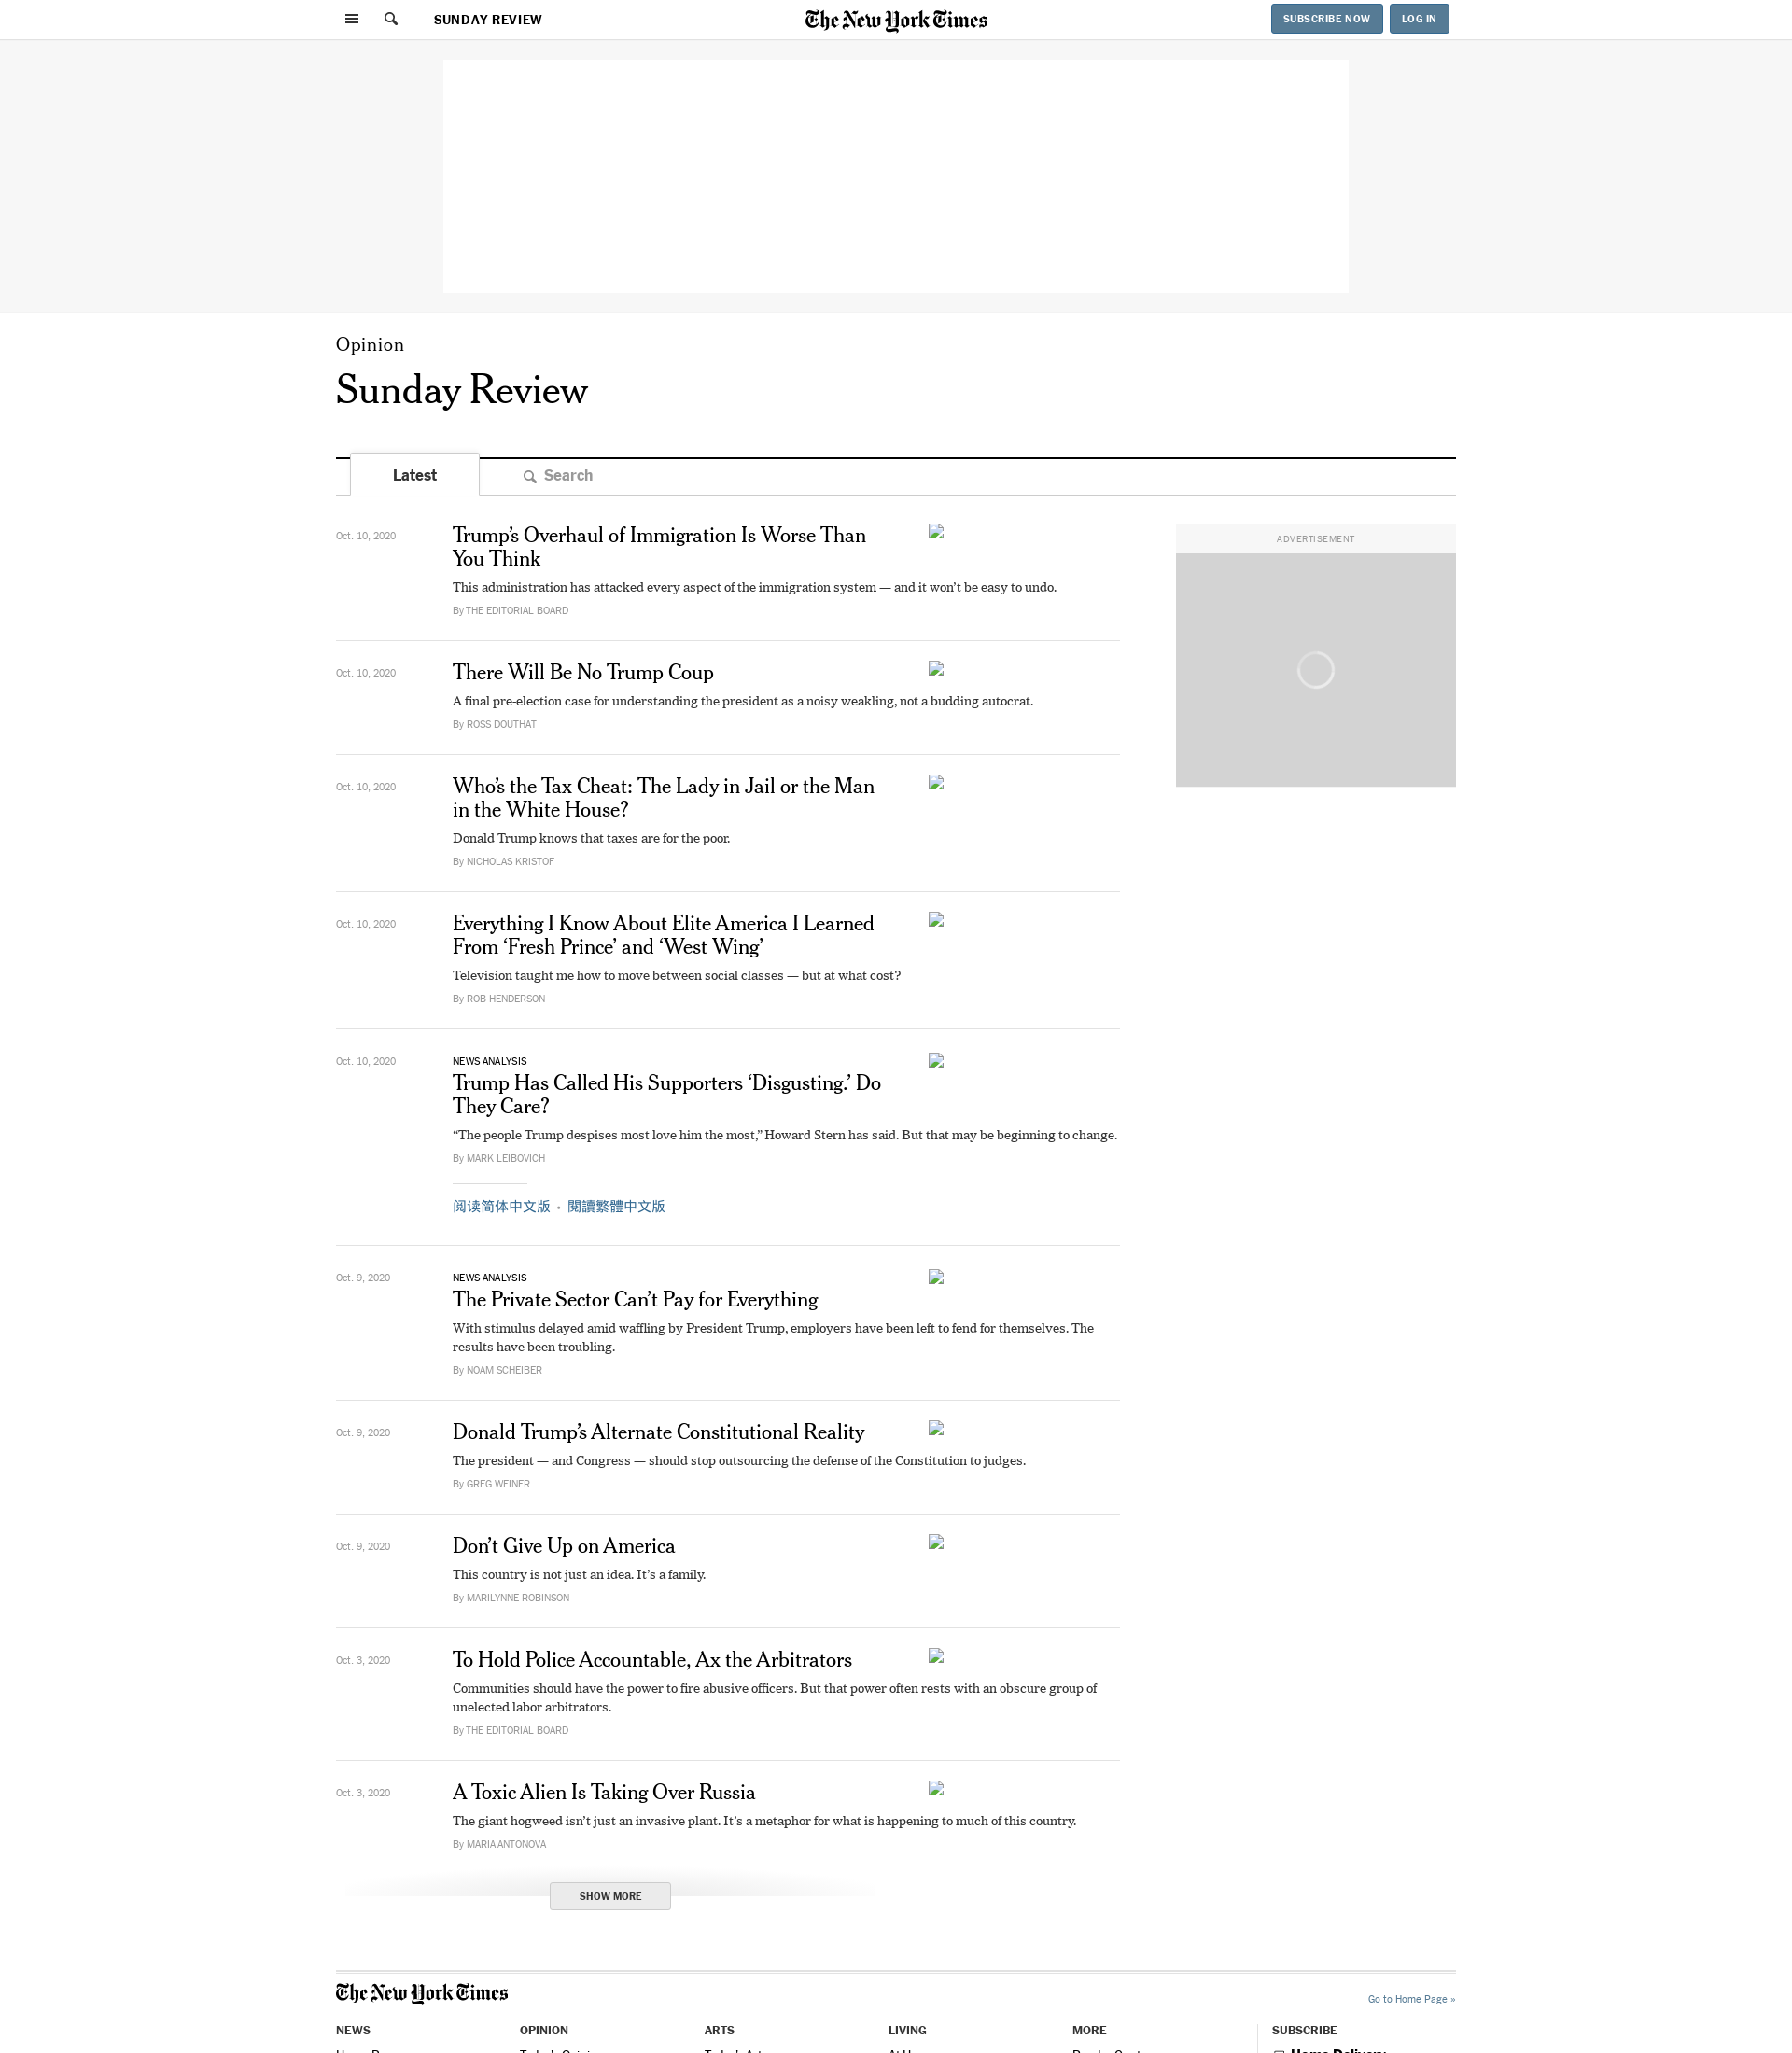 SUNDAY REVIEW
The New York Times
SUBSCRIBE NOW
LOG IN
Opinion
Sunday Review
Latest
Search
Oct. 10, 2020
Trump’s Overhaul of Immigration Is Worse Than
You Think
This administration has attacked every aspect of the immigration system — and it won’t be easy to undo.
By THE EDITORIAL BOARD
ADVERTISEMENT
Oct. 10, 2020
There Will Be No Trump Coup
A final pre-election case for understanding the president as a noisy weakling, not a budding autocrat.
By ROSS DOUTHAT
Oct. 10, 2020
Who’s the Tax Cheat: The Lady in Jail or the Man
in the White House?
Donald Trump knows that taxes are for the poor.
By NICHOLAS KRISTOF
Oct. 10, 2020
Everything I Know About Elite America I Learned
From ‘Fresh Prince’ and ‘West Wing’
Television taught me how to move between social classes — but at what cost?
By ROB HENDERSON
Oct. 10, 2020
NEWS ANALYSIS
Trump Has Called His Supporters ‘Disgusting.’ Do
They Care?
“The people Trump despises most love him the most,” Howard Stern has said. But that may be beginning to change.
By MARK LEIBOVICH
阅读简体中文版 • 閱讀繁體中文版
Oct. 9, 2020
NEWS ANALYSIS
The Private Sector Can’t Pay for Everything
With stimulus delayed amid waffling by President Trump, employers have been left to fend for themselves. The
results have been troubling.
By NOAM SCHEIBER
Oct. 9, 2020
Donald Trump’s Alternate Constitutional Reality
The president — and Congress — should stop outsourcing the defense of the Constitution to judges.
By GREG WEINER
Oct. 9, 2020
Don’t Give Up on America
This country is not just an idea. It’s a family.
By MARILYNNE ROBINSON
Oct. 3, 2020
To Hold Police Accountable, Ax the Arbitrators
Communities should have the power to fire abusive officers. But that power often rests with an obscure group of
unelected labor arbitrators.
By THE EDITORIAL BOARD
Oct. 3, 2020
A Toxic Alien Is Taking Over Russia
The giant hogweed isn’t just an invasive plant. It’s a metaphor for what is happening to much of this country.
By MARIA ANTONOVA
SHOW MORE
The New York Times
Go to Home Page »
NEWS
OPINION
ARTS
LIVING
MORE
SUBSCRIBE